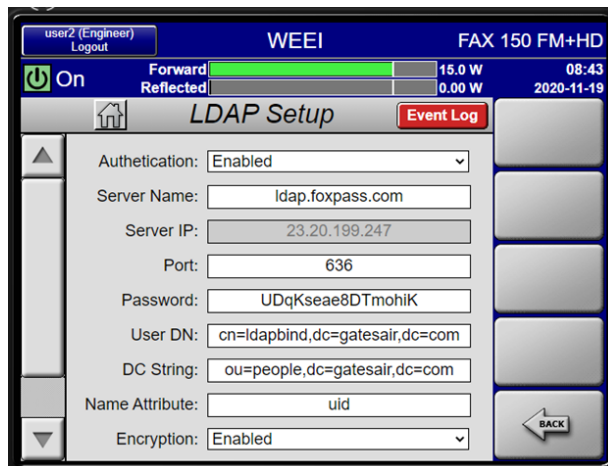 user2 (Engineer)
Logout
WEEI
FAX 150 FM+HD
On
Forward
15.0 W
08:43
Reflected
0.00 W
2020-11-19
LDAP Setup
Event Log
Authetication: Enabled
Server Name: ldap.foxpass.com
Server IP: 23.20.199.247
Port: 636
Password: UDqKseae8DTmohiK
User DN: cn=ldapbind,dc=gatesair,dc=com
DC String: ou=people,dc=gatesair,dc=com
Name Attribute: uid
Encryption: Enabled
BACK